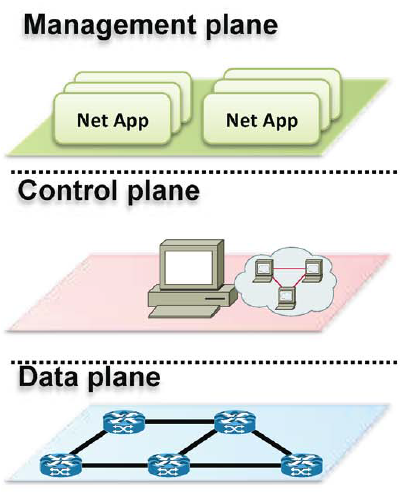 Management plane
Net App
Net App
Control plane
Data plane